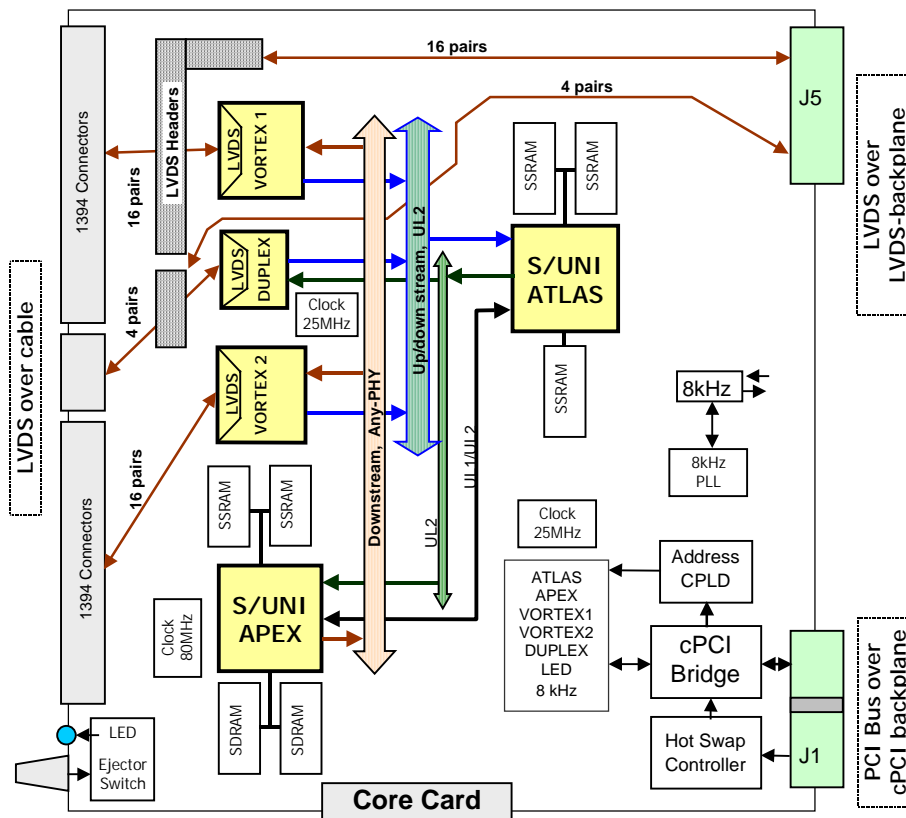 16 pairs
4 pairs
J5
LVDS over
LVDS-backplane
1394 Connectors
LVDS Headers
16 pairs
LVDS
VORTEX 1
SSRAM
SSRAM
LVDS
DUPLEX
Clock
25MHz
S/UNI
ATLAS
Up/down stream, UL2
4 pairs
LVDS over cable
LVDS
VORTEX 2
SSRAM
8kHz
8kHz
PLL
Downstream, Any-PHY
UL1/UL2
UL2
16 pairs
1394 Connectors
SSRAM
SSRAM
Clock
25MHz
Address
CPLD
S/UNI
APEX
Clock
80MHz
ATLAS
APEX
VORTEX1
VORTEX2
DUPLEX
LED
8 kHz
cPCI
Bridge
PCI Bus over
cPCI backplane
SDRAM
SDRAM
Hot Swap
Controller
J1
LED
Ejector
Switch
Core Card